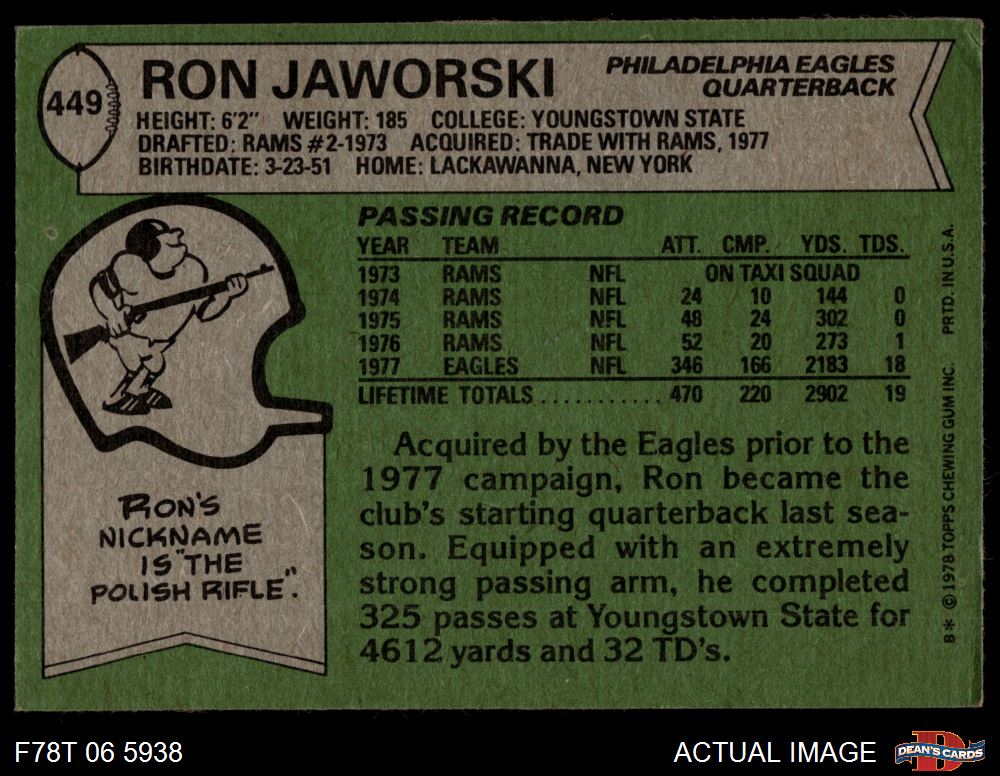 449
RON JAWORSKI
PHILADELPHIA EAGLES
QUARTERBACK
HEIGHT: 6'2" WEIGHT: 185 COLLEGE: YOUNGSTOWN STATE
DRAFTED: RAMS #2-1973 ACQUIRED: TRADE WITH RAMS, 1977
BIRTHDATE: 3-23-51 HOME: LACKAWANNA, NEW YORK
PASSING RECORD
YEAR TEAM ATT. CMP. YDS. TDS.
1973 RAMS NFL ON TAXI SQUAD
1974 RAMS NFL 24 10 144 0
1975 RAMS NFL 48 24 302 0
1976 RAMS NFL 52 20 273 1
1977 EAGLES NFL 346 166 2183 18
LIFETIME TOTALS ........... 470 220 2902 19
Acquired by the Eagles prior to the
1977 campaign, Ron became the
club's starting quarterback last sea-
son. Equipped with an extremely
strong passing arm, he completed
325 passes at Youngstown State for
4612 yards and 32 TD's.
RON'S
NICKNAME
IS "THE
POLISH RIFLE".
B* © 1978 TOPPS CHEWING GUM INC. PRTD. IN U.S.A.
F78T 06 5938
ACTUAL IMAGE
DEAN'S CARDS